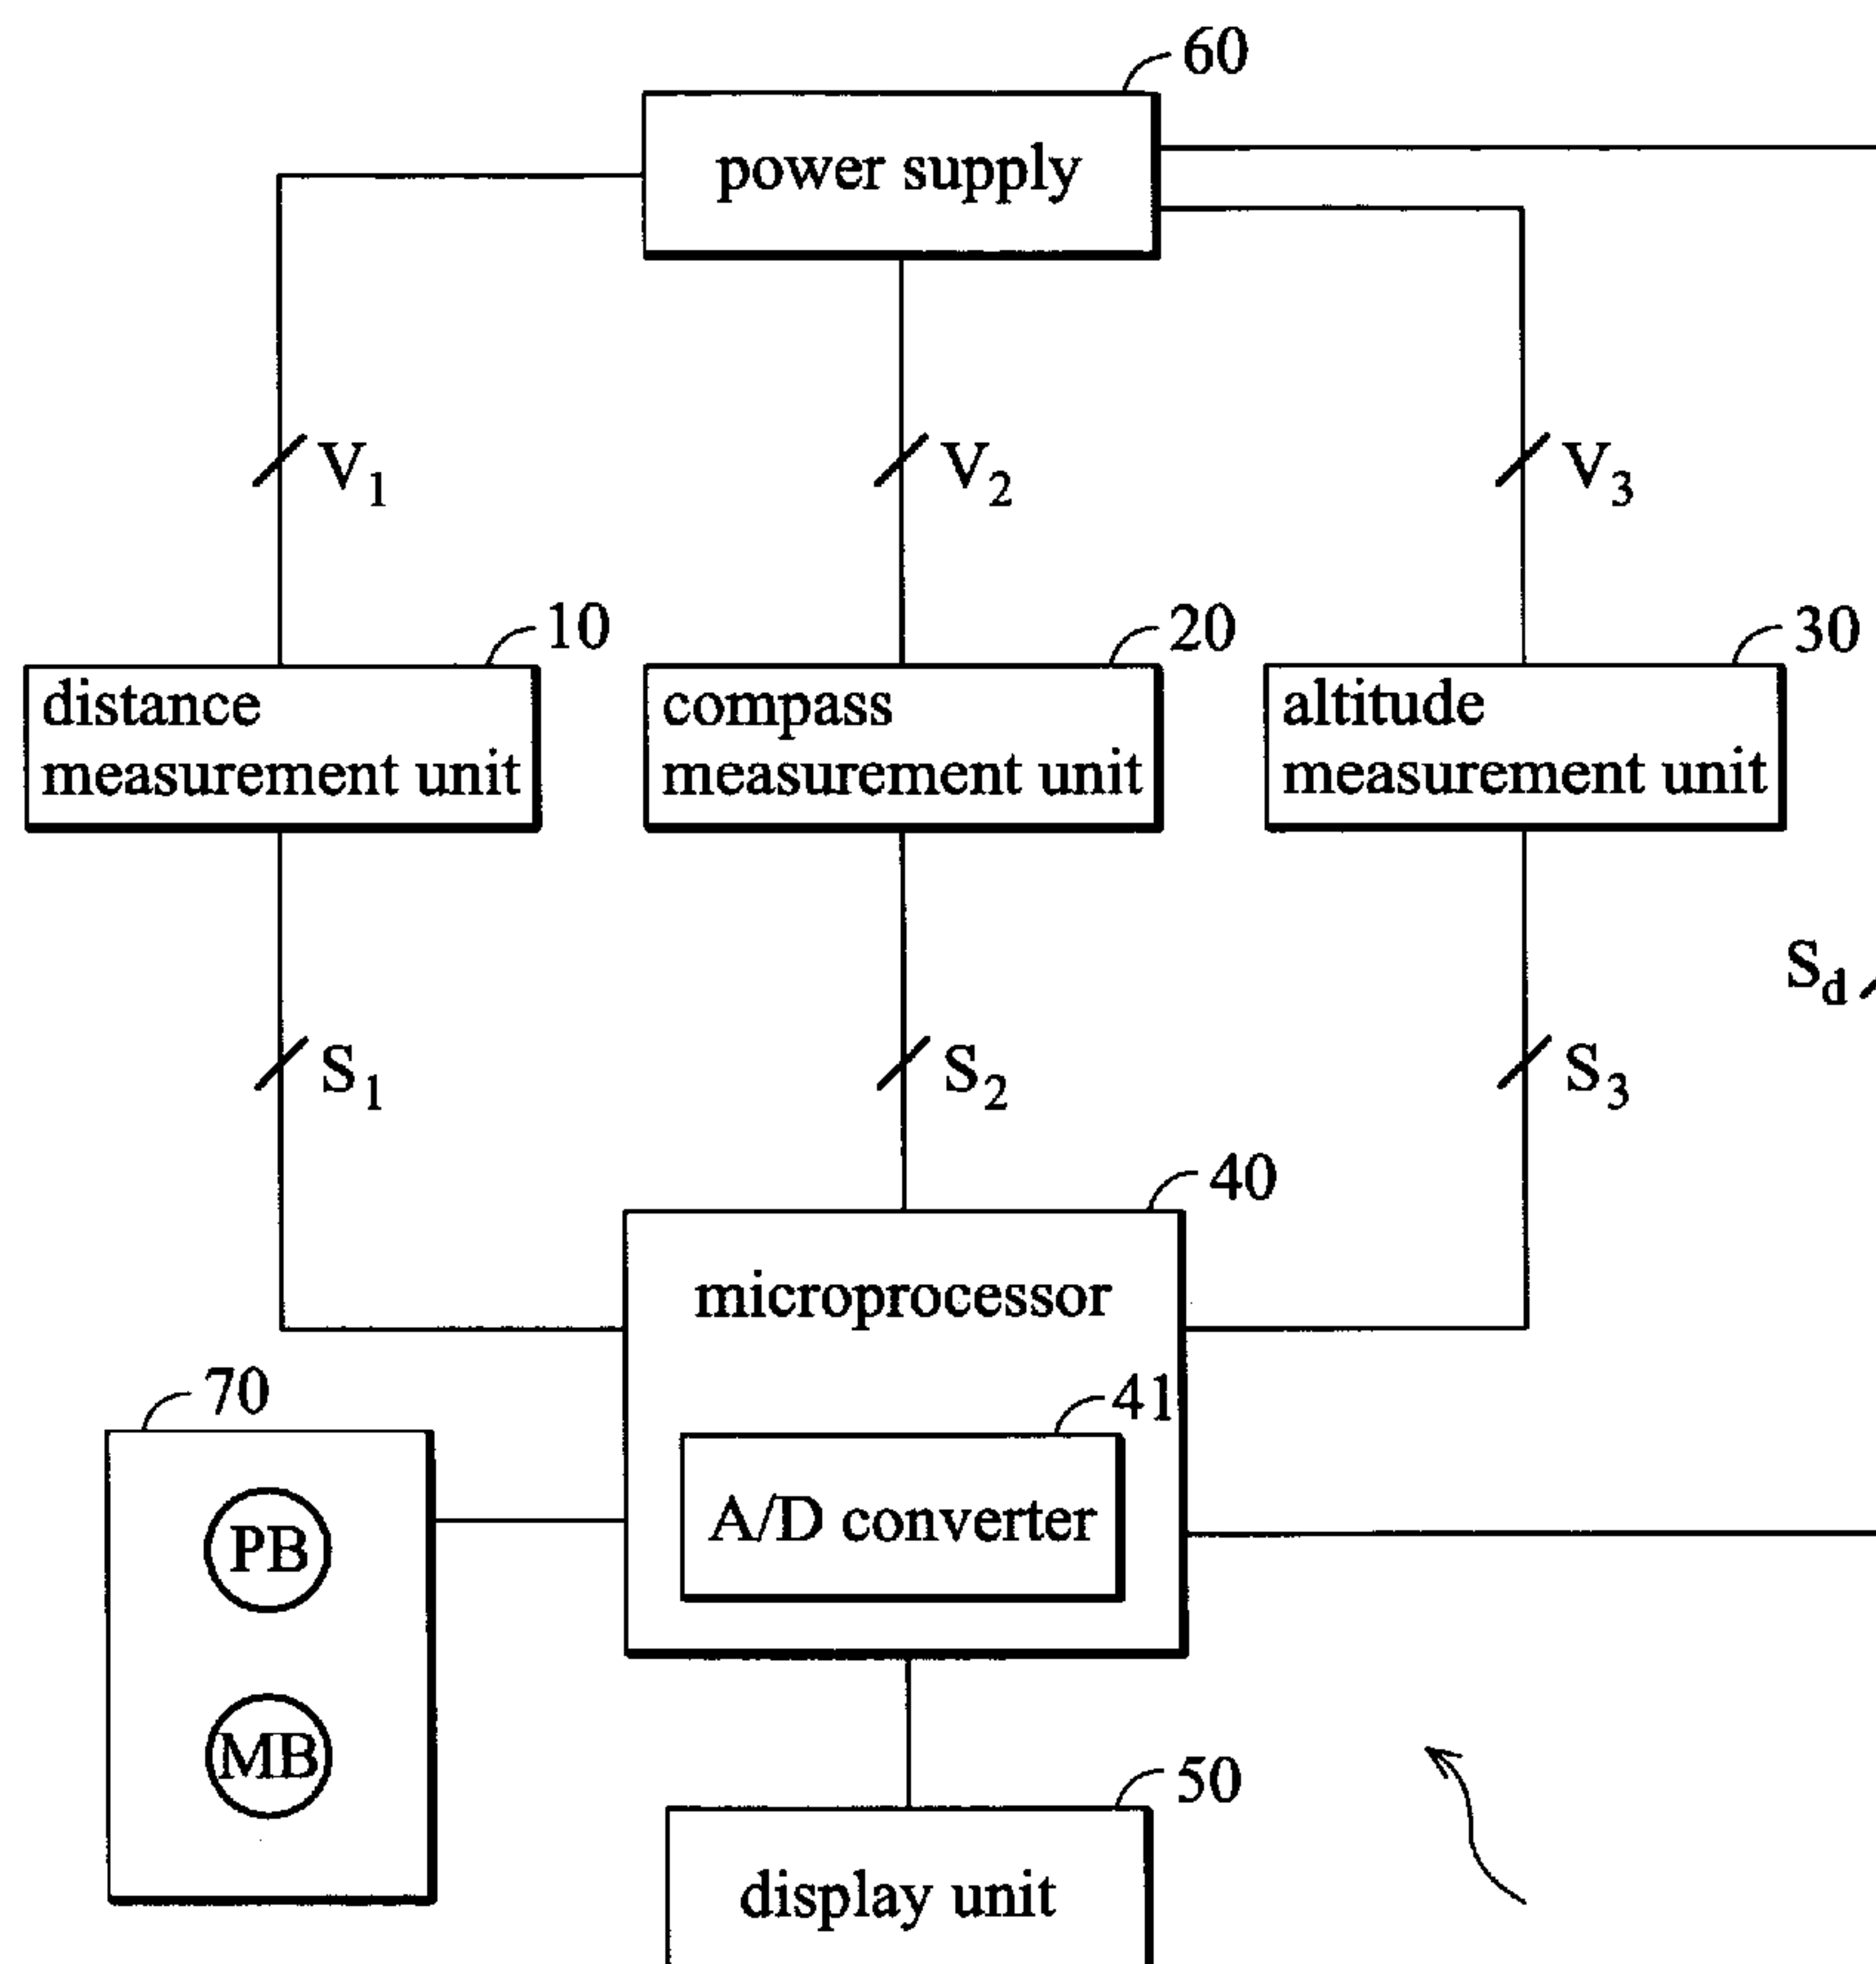 60
power supply
V1
V2
V3
10
20
30
distance
measurement unit
compass
measurement unit
altitude
measurement unit
Sd
S1
S2
S3
40
microprocessor
70
41
PB
A/D converter
MB
50
display unit